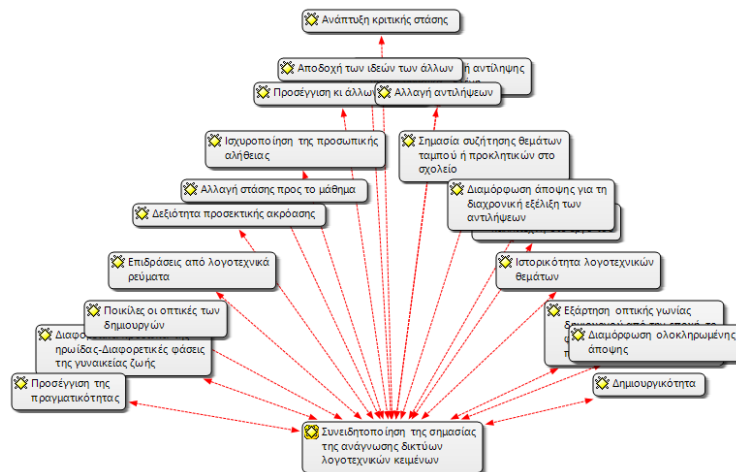 Ανάπτυξη κριτικής στάσης
Αποδοχή των ιδεών των άλλων
ή αντίληψης
Προσέγγιση κι άλλων
Αλλαγή αντιλήψεων
Ισχυροποίηση της προσωπικής
αλήθειας
Σημασία συζήτησης θεμάτων
ταμπού ή προκλητικών στο
σχολείο
Αλλαγή στάσης προς το μάθημα
Διαμόρφωση άποψης για τη
διαχρονική εξέλιξη των
αντιλήψεων
Δεξιότητα προσεκτικής ακρόασης
Επιδράσεις από λογοτεχνικά
ρεύματα
Ιστορικότητα λογοτεχνικών
θεμάτων
Ποικίλες οι οπτικές των
δημιουργών
ηρωίδας-Διαφορετικές φάσεις
της γυναικείας ζωής
Εξάρτηση οπτικής γωνίας
Διαμόρφωση ολοκληρωμένης
άποψης
Προσέγγιση της
πραγματικότητας
Δημιουργικότητα
Συνειδητοποίηση της σημασίας
της ανάγνωσης δικτύων
λογοτεχνικών κειμένων